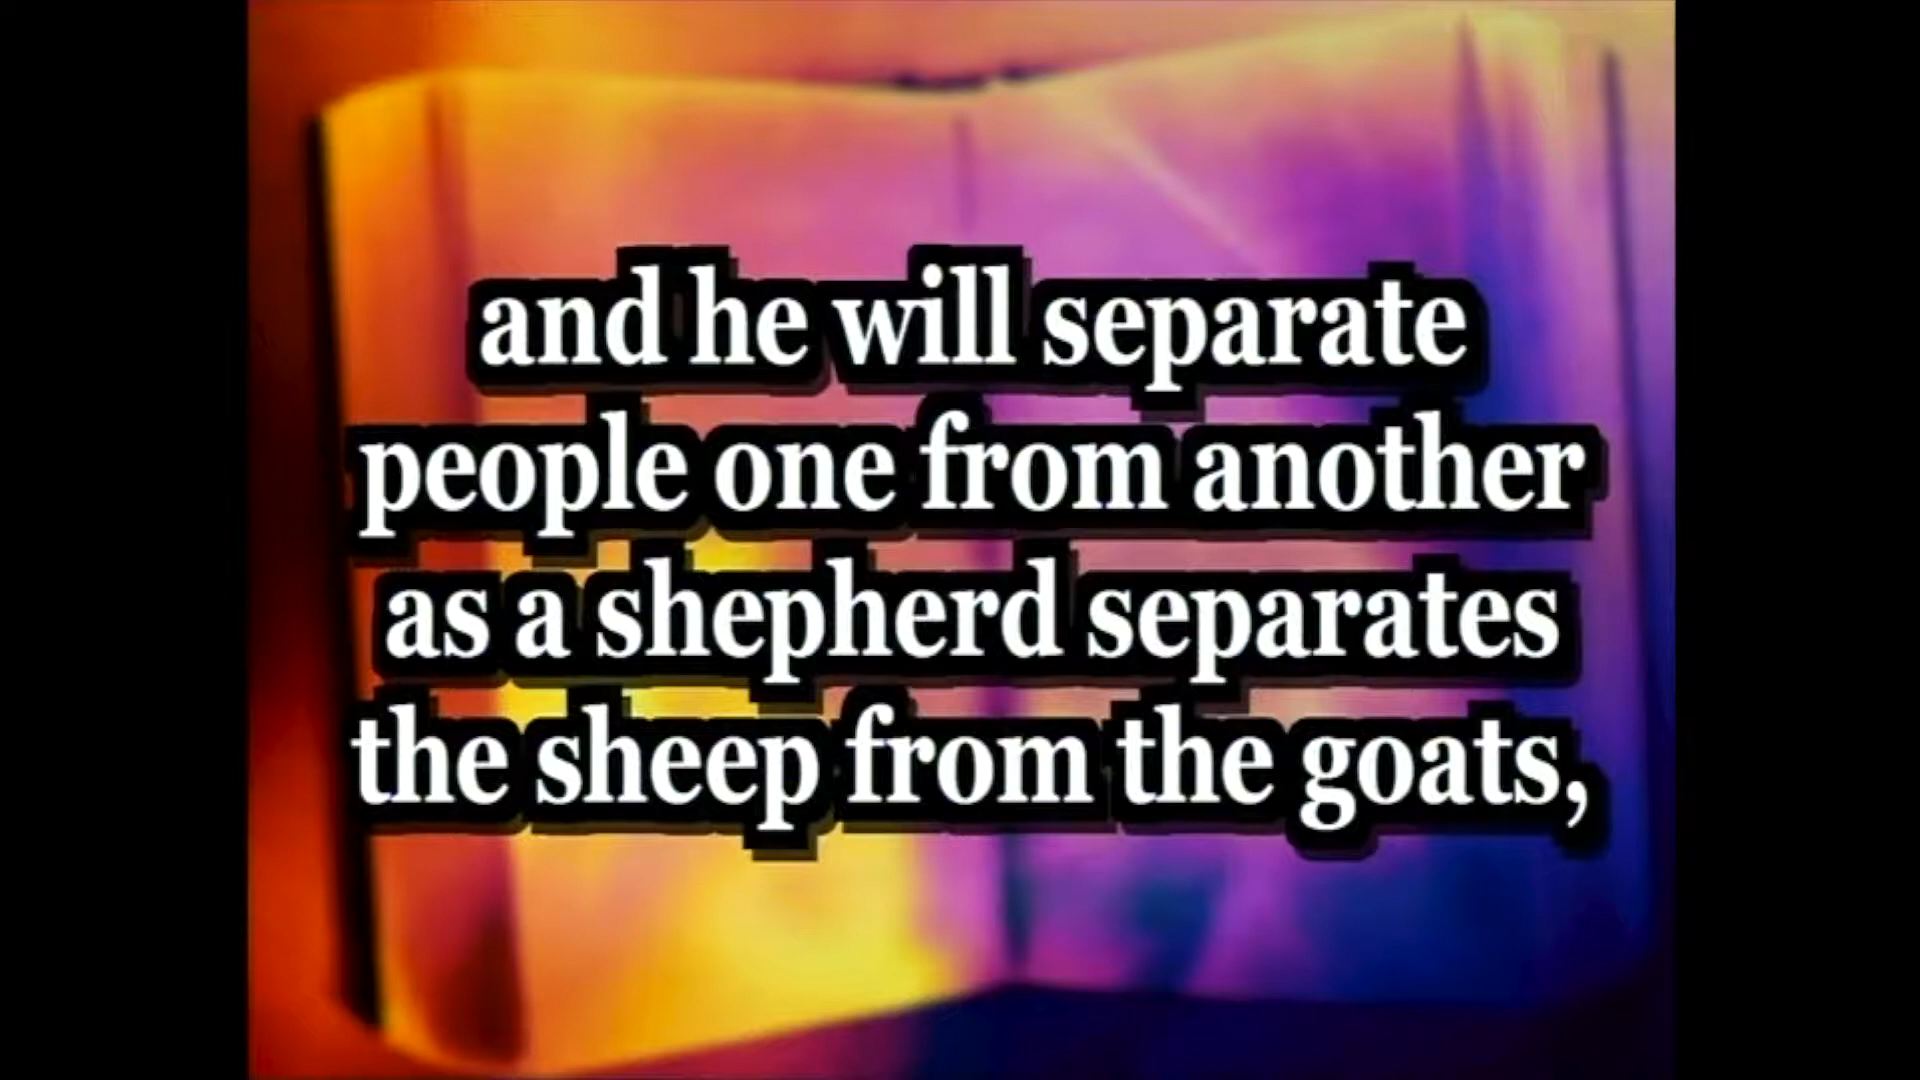 and he will separate
people one from another
as a shepherd separates
the sheep from the goats,